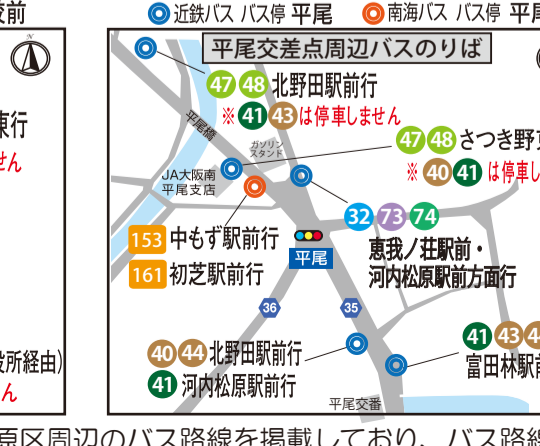 前
近鉄バス バス停 平尾
南海バス バス停 平尾
N
平尾交差点周辺バスのりば
47 48 北野田駅前行
※ 41 43 は停車しません
東行
せん
平尾橋
ガソリン
スタンド
47 48 さつき野東
※ 40 41 は停車し
JA大阪南
平尾支店
32 73 74
恵我ノ荘駅前・
河内松原駅前方面行
153 中もず駅前行
161 初芝駅前行
平尾
36
35
40 44 北野田駅前行
41 河内松原駅前行
41 43 44
富田林駅前
役所経由)
ん
平尾交番
原区周辺のバス路線を掲載しており、バス路線